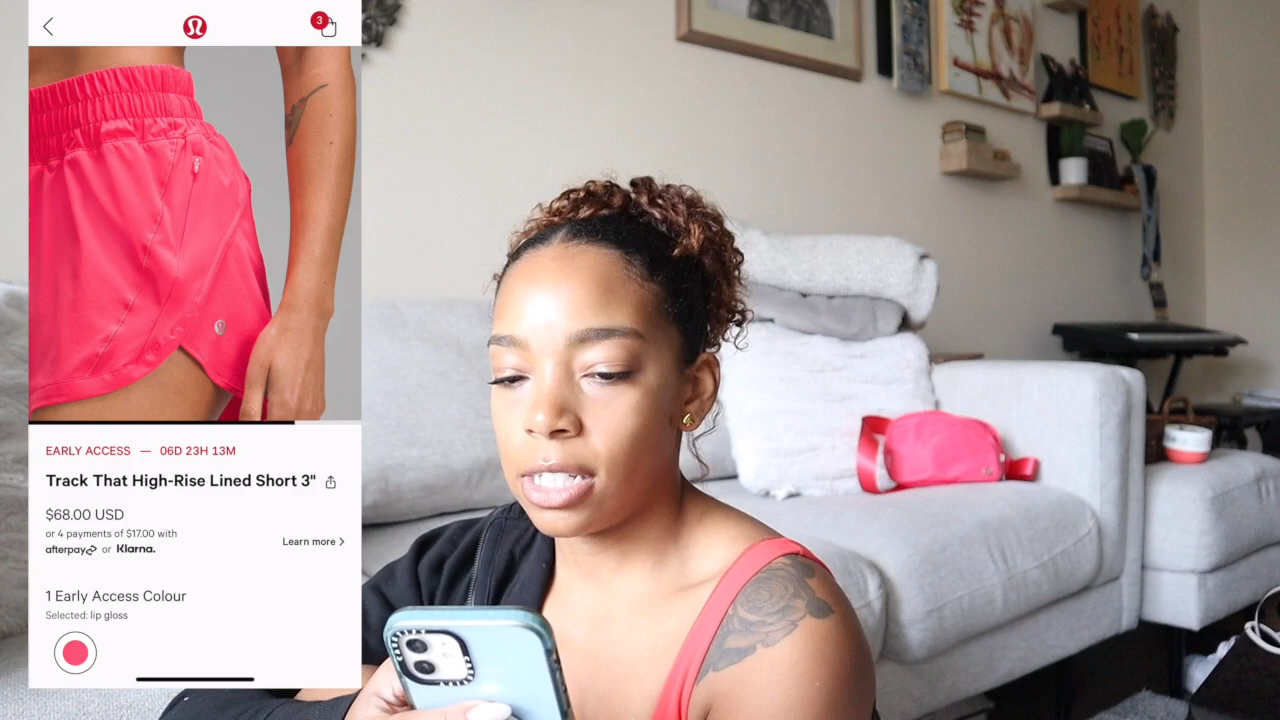 3
EARLY ACCESS — 06D 23H 13M
Track That High-Rise Lined Short 3"
$68.00 USD
or 4 payments of $17.00 with
afterpay or Klarna.
Learn more >
1 Early Access Colour
Selected: lip gloss